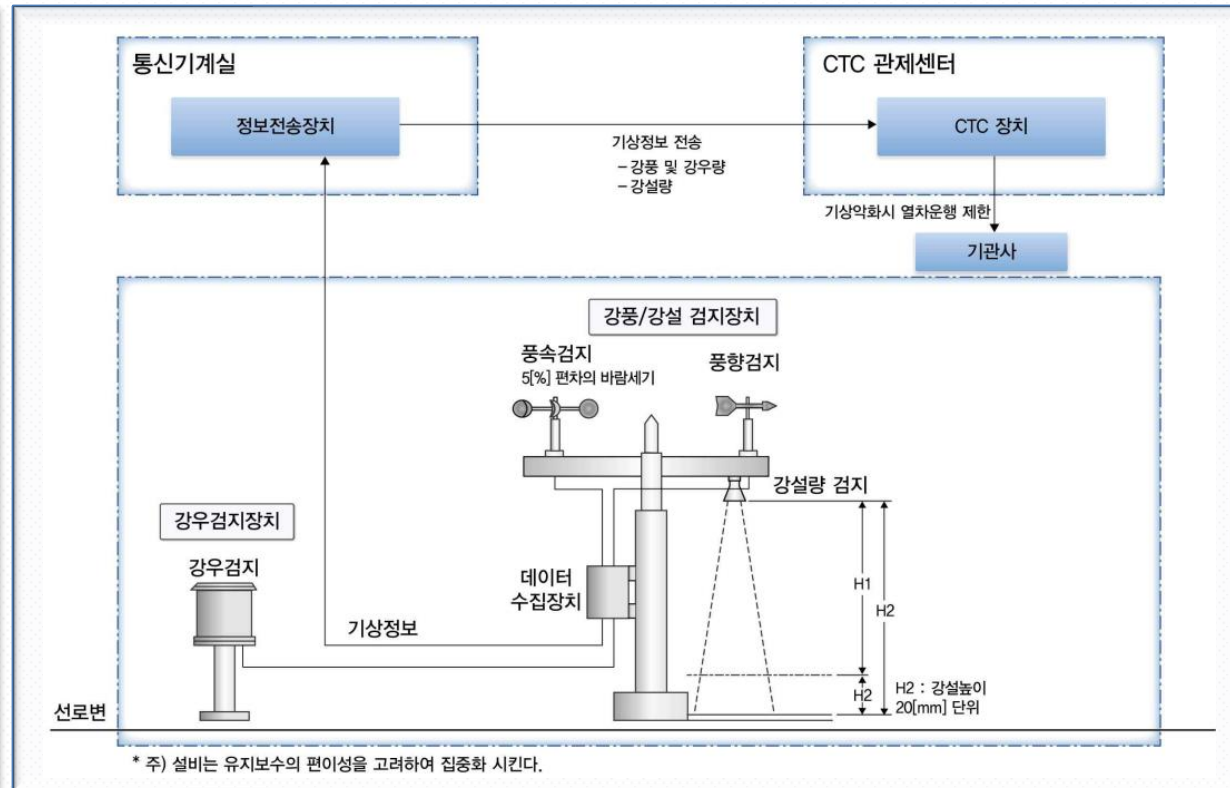 통신기계실
정보전송장치
CTC 관제센터
CTC 장치
기상정보 전송
– 강풍 및 강우량
– 강설량
기상악화시 열차운행 제한
기관사
강풍/강설 검지장치
풍속검지
5[%] 편차의 바람세기
풍향검지
강설량 검지
강우검지장치
강우검지
데이터
수집장치
기상정보
H1
H2
H2
H2 : 강설높이
20[mm] 단위
선로변
* 주) 설비는 유지보수의 편이성을 고려하여 집중화 시킨다.